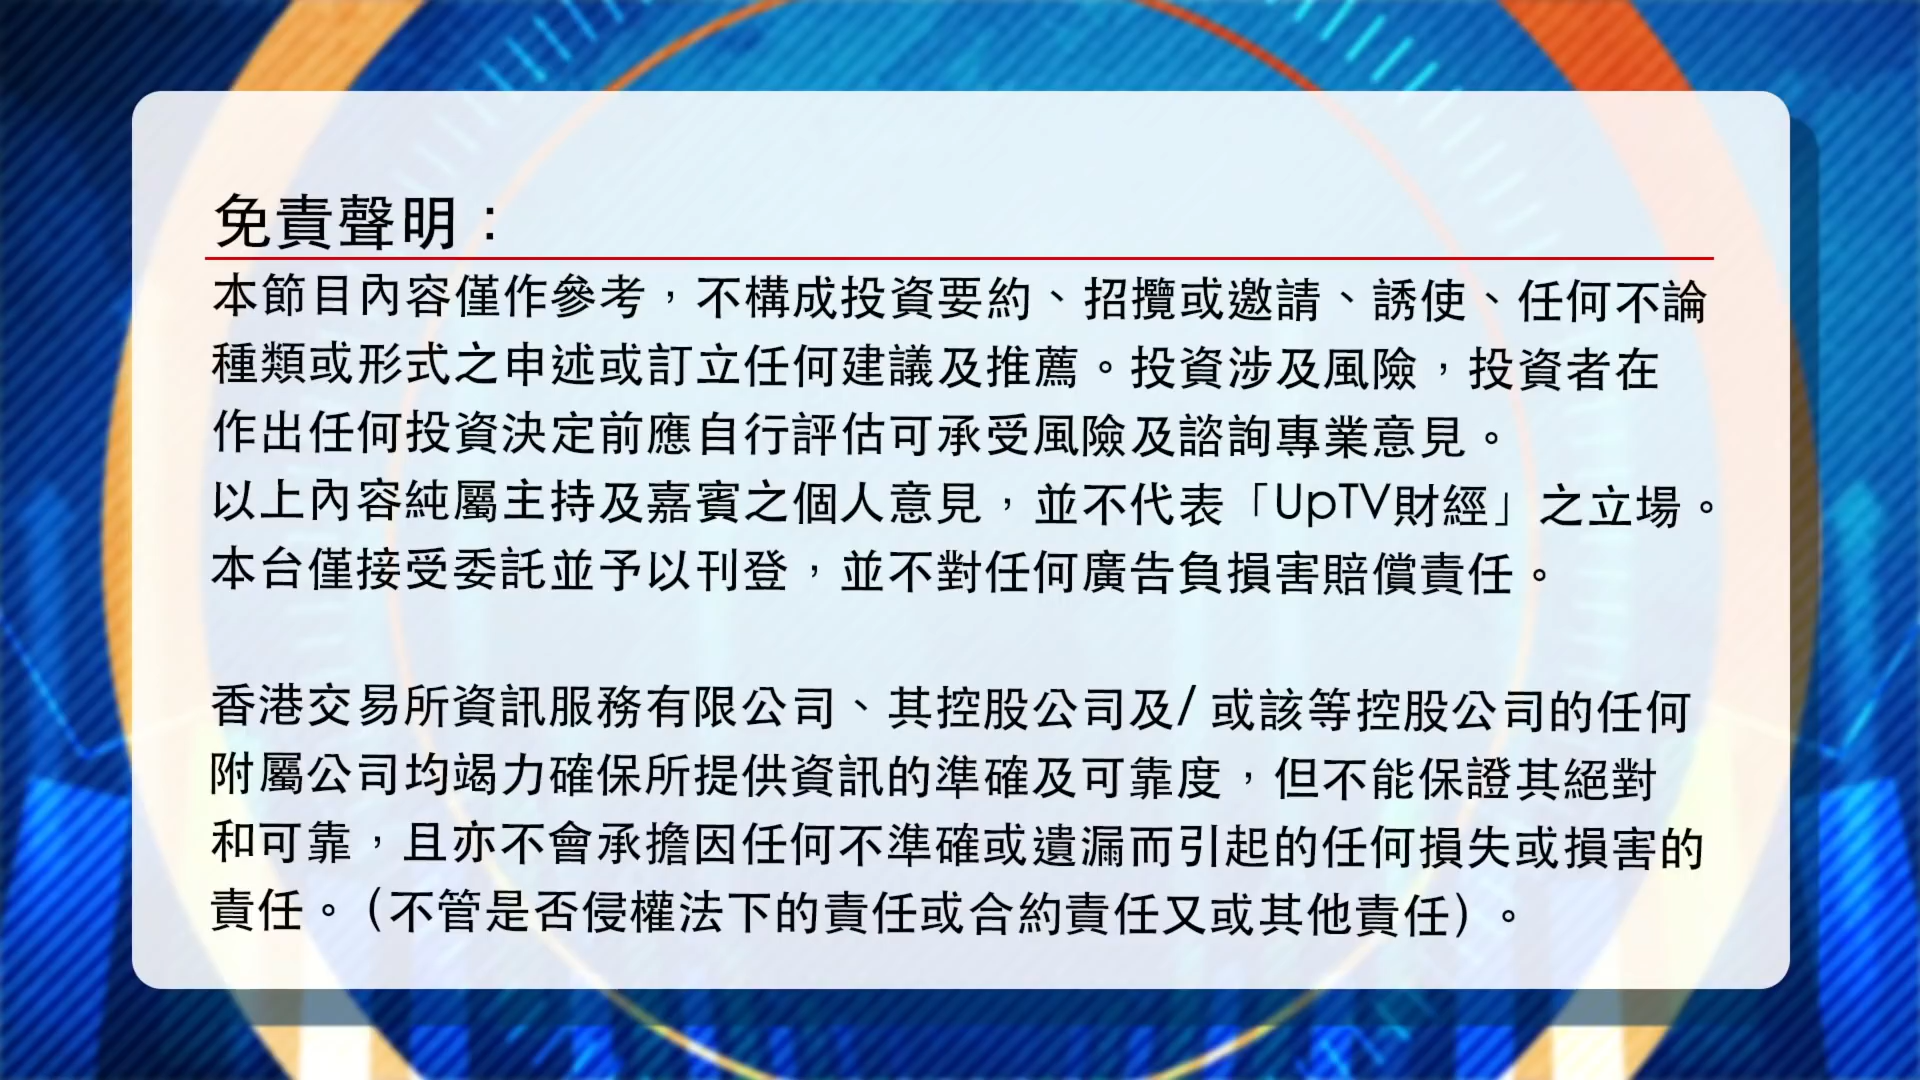 免責聲明：
本節目內容僅作參考，不構成投資要約、招攬或邀請、誘使、任何不論
種類或形式之申述或訂立任何建議及推薦。投資涉及風險，投資者在
作出任何投資決定前應自行評估可承受風險及諮詢專業意見。
以上內容純屬主持及嘉賓之個人意見，並不代表「UpTV財經」之立場。
本台僅接受委託並予以刊登，並不對任何廣告負損害賠償責任。
香港交易所資訊服務有限公司、其控股公司及/ 或該等控股公司的任何
附屬公司均竭力確保所提供資訊的準確及可靠度，但不能保證其絕對
和可靠，且亦不會承擔因任何不準確或遺漏而引起的任何損失或損害的
責任。（不管是否侵權法下的責任或合約責任又或其他責任）。